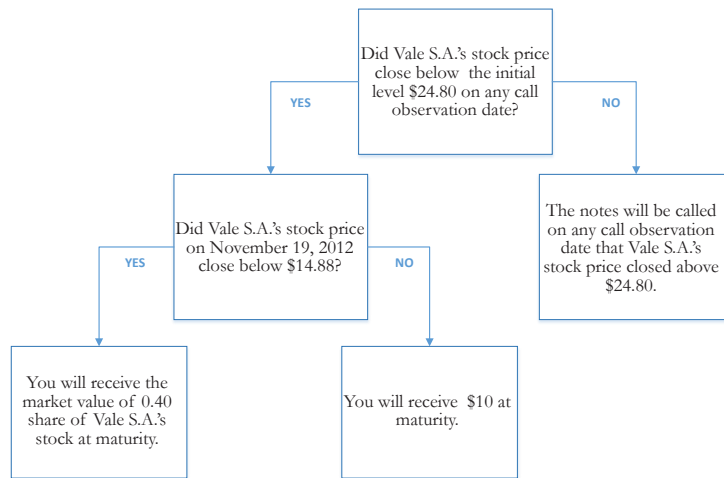 Did Vale S.A.'s stock price
close below the initial
level $24.80 on any call
observation date?
YES
NO
Did Vale S.A.'s stock price
on November 19, 2012
close below $14.88?
The notes will be called
on any call observation
date that Vale S.A.'s
stock price closed above
$24.80.
YES
NO
You will receive the
market value of 0.40
share of Vale S.A.'s
stock at maturity.
You will receive $10 at
maturity.